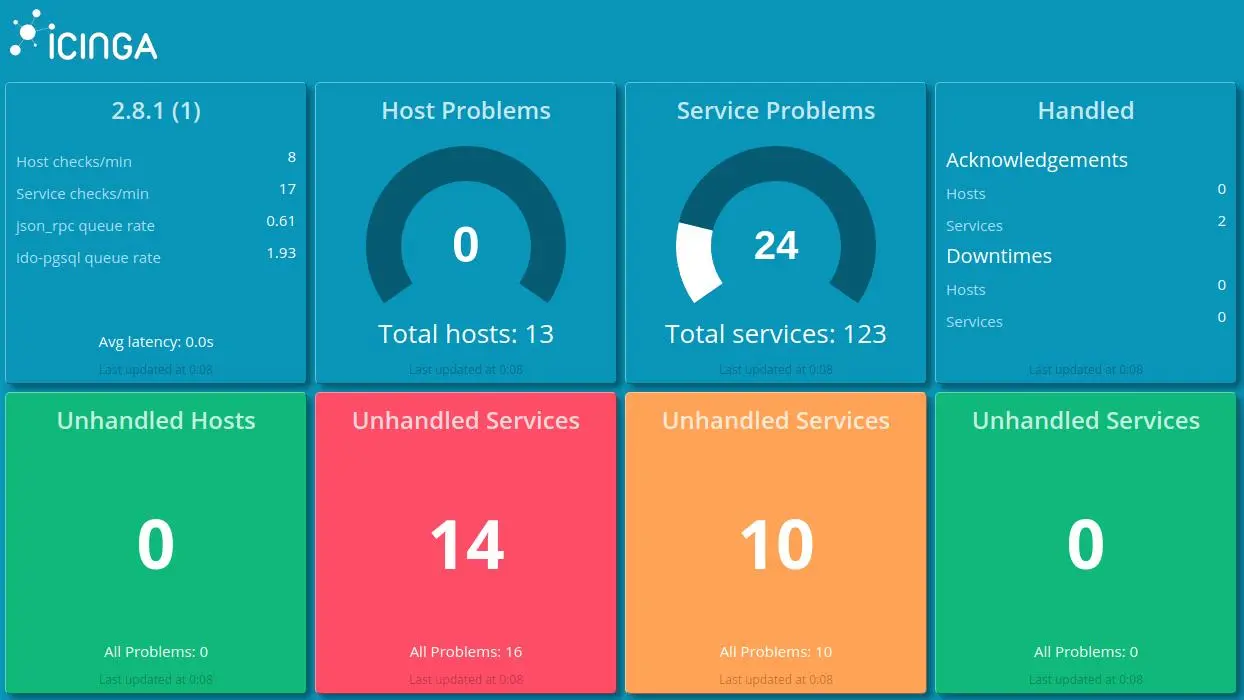 iCINGA
2.8.1 (1)
Host checks/min 8
Service checks/min 17
json_rpc queue rate 0.61
ido-pgsql queue rate 1.93
Avg latency: 0.0s
Last updated at 0:08
Host Problems
0
Total hosts: 13
Last updated at 0:08
Service Problems
24
Total services: 123
Last updated at 0:08
Handled
Acknowledgements
Hosts 0
Services 2
Downtimes
Hosts 0
Services 0
Last updated at 0:08
Unhandled Hosts
0
All Problems: 0
Last updated at 0:08
Unhandled Services
14
All Problems: 16
Last updated at 0:08
Unhandled Services
10
All Problems: 10
Last updated at 0:08
Unhandled Services
0
All Problems: 0
Last updated at 0:08